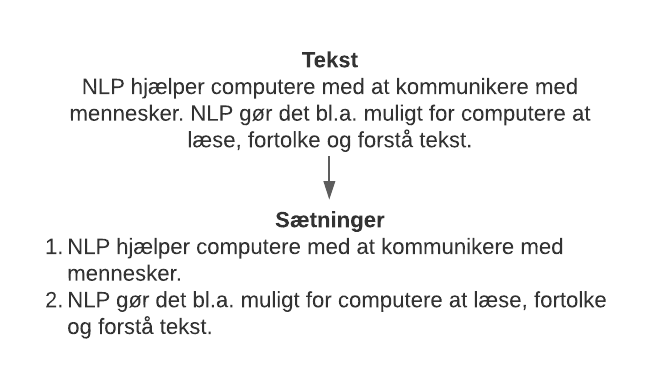 Tekst
NLP hjælper computere med at kommunikere med
mennesker. NLP gør det bl.a. muligt for computere at
læse, fortolke og forstå tekst.
Sætninger
1. NLP hjælper computere med at kommunikere med
mennesker.
2. NLP gør det bl.a. muligt for computere at læse, fortolke
og forstå tekst.